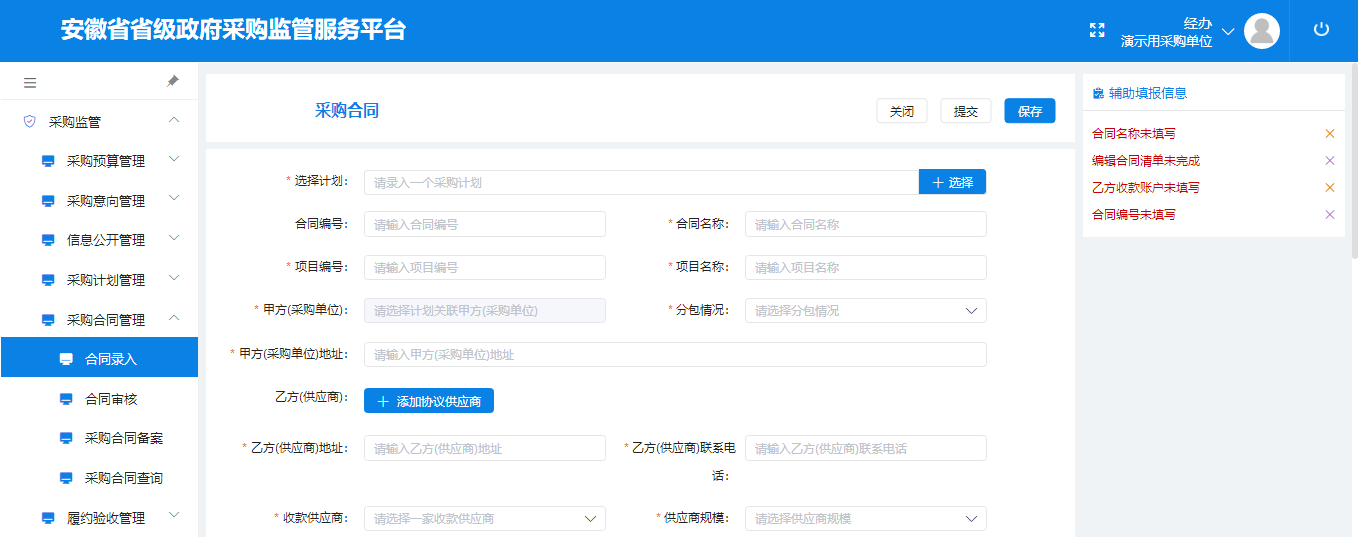 安徽省省级政府采购监管服务平台
经办
演示用采购单位
采购监管
采购预算管理
采购意向管理
信息公开管理
采购计划管理
采购合同管理
合同录入
合同审核
采购合同备案
采购合同查询
履约验收管理
采购合同
关闭 提交 保存
* 选择计划： 请录入一个采购计划 + 选择
合同编号： 请输入合同编号 * 合同名称： 请输入合同名称
* 项目编号： 请输入项目编号 * 项目名称： 请输入项目名称
* 甲方(采购单位)： 请选择计划关联甲方(采购单位) * 分包情况： 请选择分包情况
* 甲方(采购单位)地址： 请输入甲方(采购单位)地址
乙方(供应商)： + 添加协议供应商
* 乙方(供应商)地址： 请输入乙方(供应商)地址 * 乙方(供应商)联系电
话： 请输入乙方(供应商)联系电话
* 收款供应商： 请选择一家收款供应商 * 供应商规模： 请选择供应商规模
辅助填报信息
合同名称未填写
编辑合同清单未完成
乙方收款账户未填写
合同编号未填写